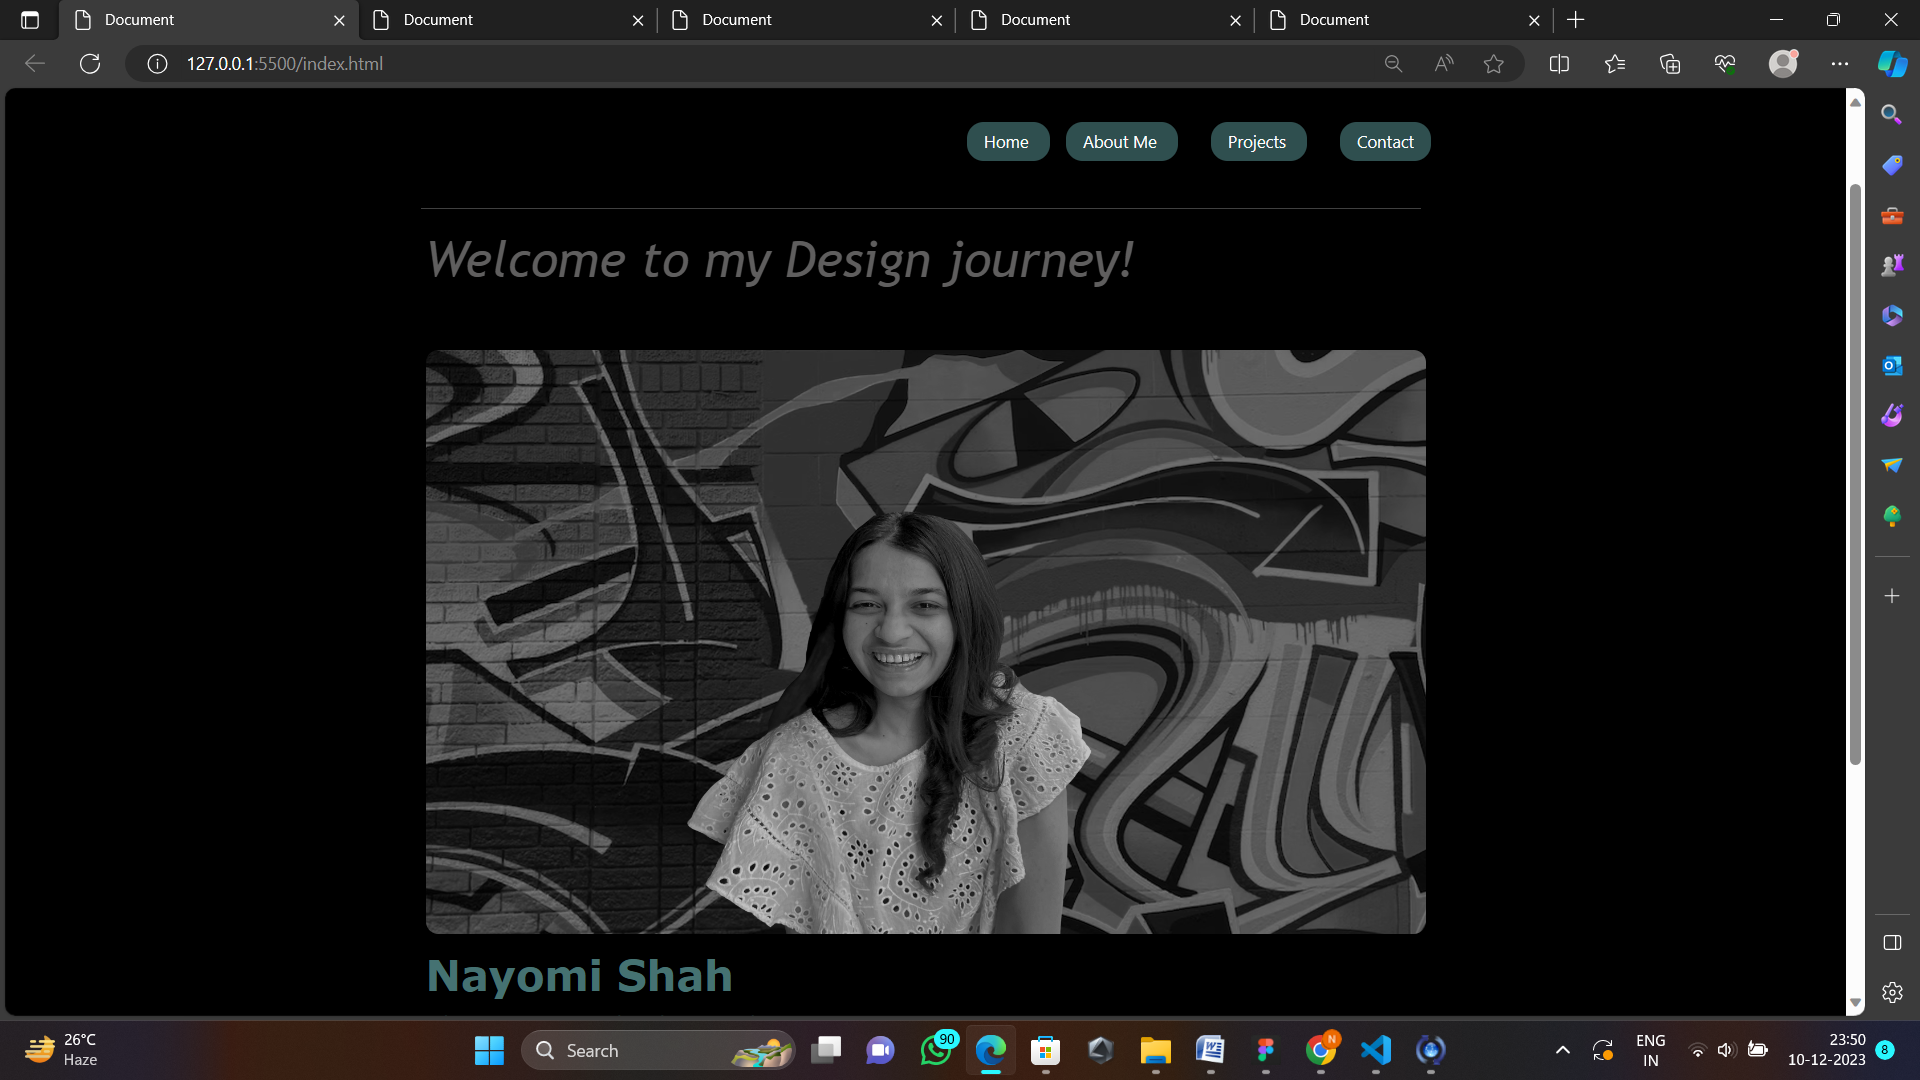 Document
Document
Document
Document
Document
127.0.0.1:5500/index.html
Home
About Me
Projects
Contact
Welcome to my Design journey!
Nayomi Shah
26°C
Haze
Search
90
N
ENG
IN
23:50
10-12-2023
8